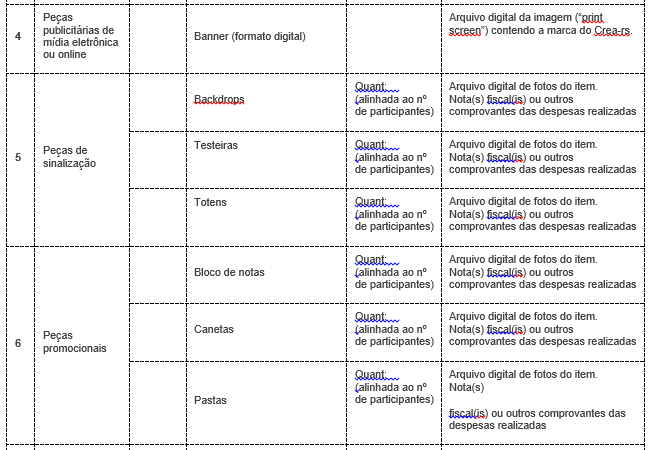 4
Peças
publicitárias de
mídia eletrônica
ou online
Banner (formato digital)
Arquivo digital da imagem (“print
screen”) contendo a marca do Crea-rs.
5
Peças de
sinalização
Backdrops
Quant:....
(alinhada ao nº
de participantes)
Arquivo digital de fotos do item.
Nota(s) fiscal(is) ou outros
comprovantes das despesas realizadas
Testeiras
Quant:....
(alinhada ao nº
de participantes)
Arquivo digital de fotos do item.
Nota(s) fiscal(is) ou outros
comprovantes das despesas realizadas
Totens
Quant:....
(alinhada ao nº
de participantes)
Arquivo digital de fotos do item.
Nota(s) fiscal(is) ou outros
comprovantes das despesas realizadas
6
Peças
promocionais
Bloco de notas
Quant:....
(alinhada ao nº
de participantes)
Arquivo digital de fotos do item.
Nota(s) fiscal(is) ou outros
comprovantes das despesas realizadas
Canetas
Quant:....
(alinhada ao nº
de participantes)
Arquivo digital de fotos do item.
Nota(s) fiscal(is) ou outros
comprovantes das despesas realizadas
Pastas
Quant:....
(alinhada ao nº
de participantes)
Arquivo digital de fotos do item.
Nota(s)
fiscal(is) ou outros comprovantes das
despesas realizadas